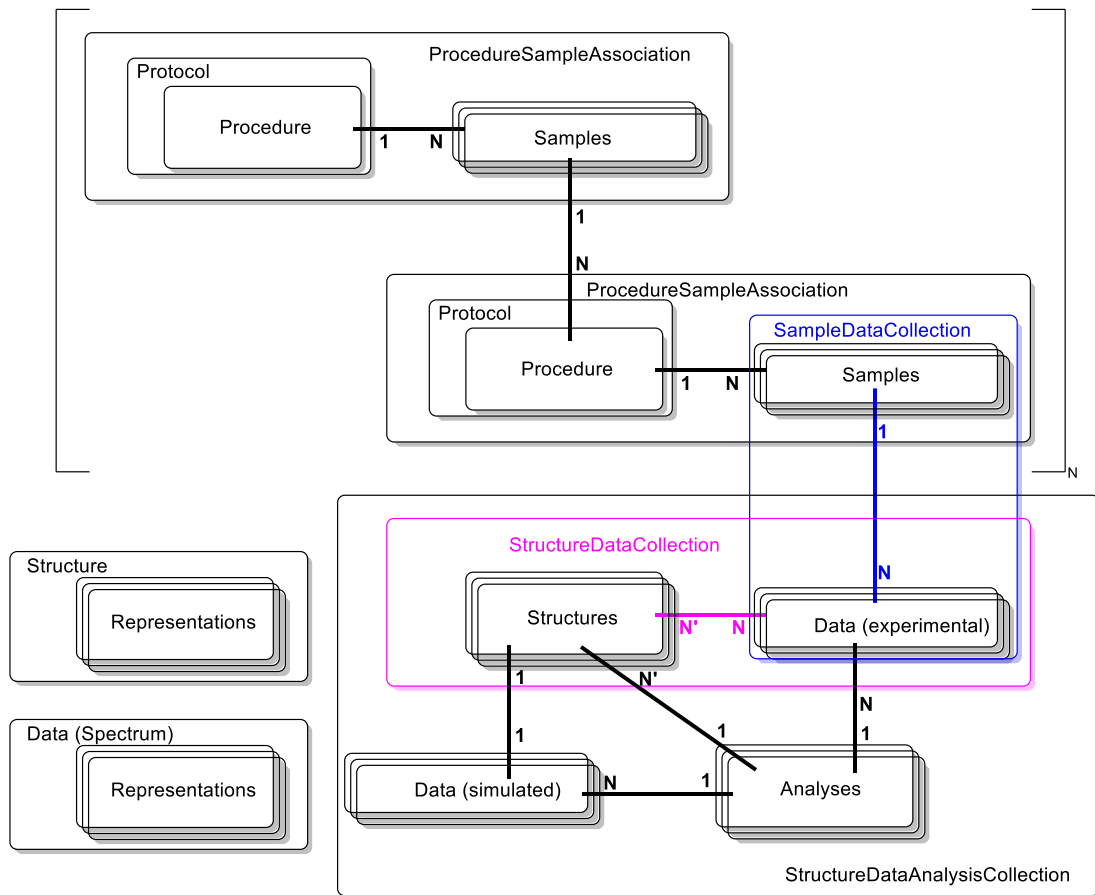 ProcedureSampleAssociation
Protocol
Procedure
1
N
Samples
1
N
ProcedureSampleAssociation
Protocol
SampleDataCollection
Procedure
1
N
Samples
1
N
StructureDataCollection
N
Structure
Representations
Structures
N'
N
Data (experimental)
1
N'
N
1
1
1
Data (Spectrum)
Representations
Data (simulated)
N
1
Analyses
StructureDataAnalysisCollection